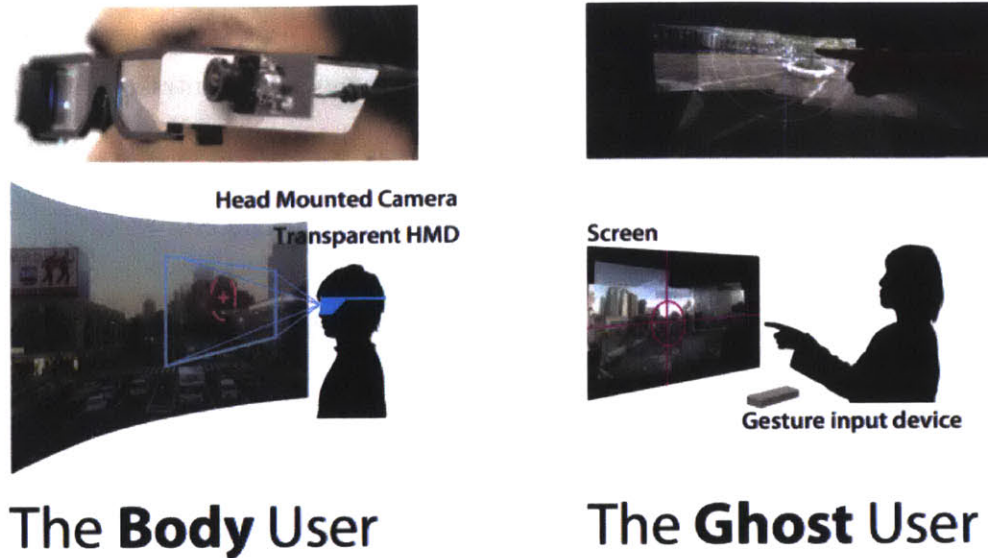 Head Mounted Camera
Transparent HMD
The Body User
Screen
Gesture input device
The Ghost User